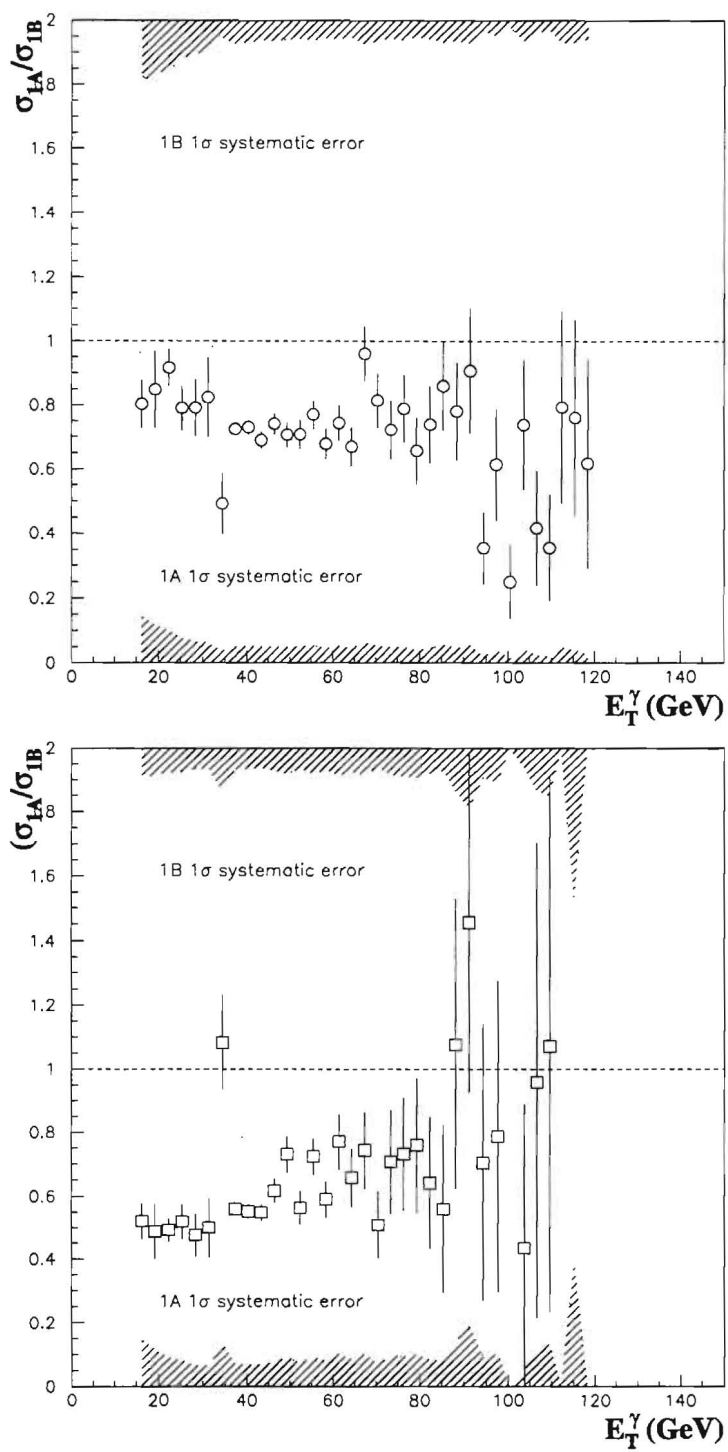 σ1A/σ1B
2
1.8
1.6
1.4
1.2
1
0.8
0.6
0.4
0.2
0
1B 1σ systematic error
1A 1σ systematic error
0 20 40 60 80 100 120 140
E_T^γ (GeV)
(σ1A/σ1B
2
1.8
1.6
1.4
1.2
1
0.8
0.6
0.4
0.2
0
1B 1σ systematic error
1A 1σ systematic error
0 20 40 60 80 100 120 140
E_T^γ (GeV)